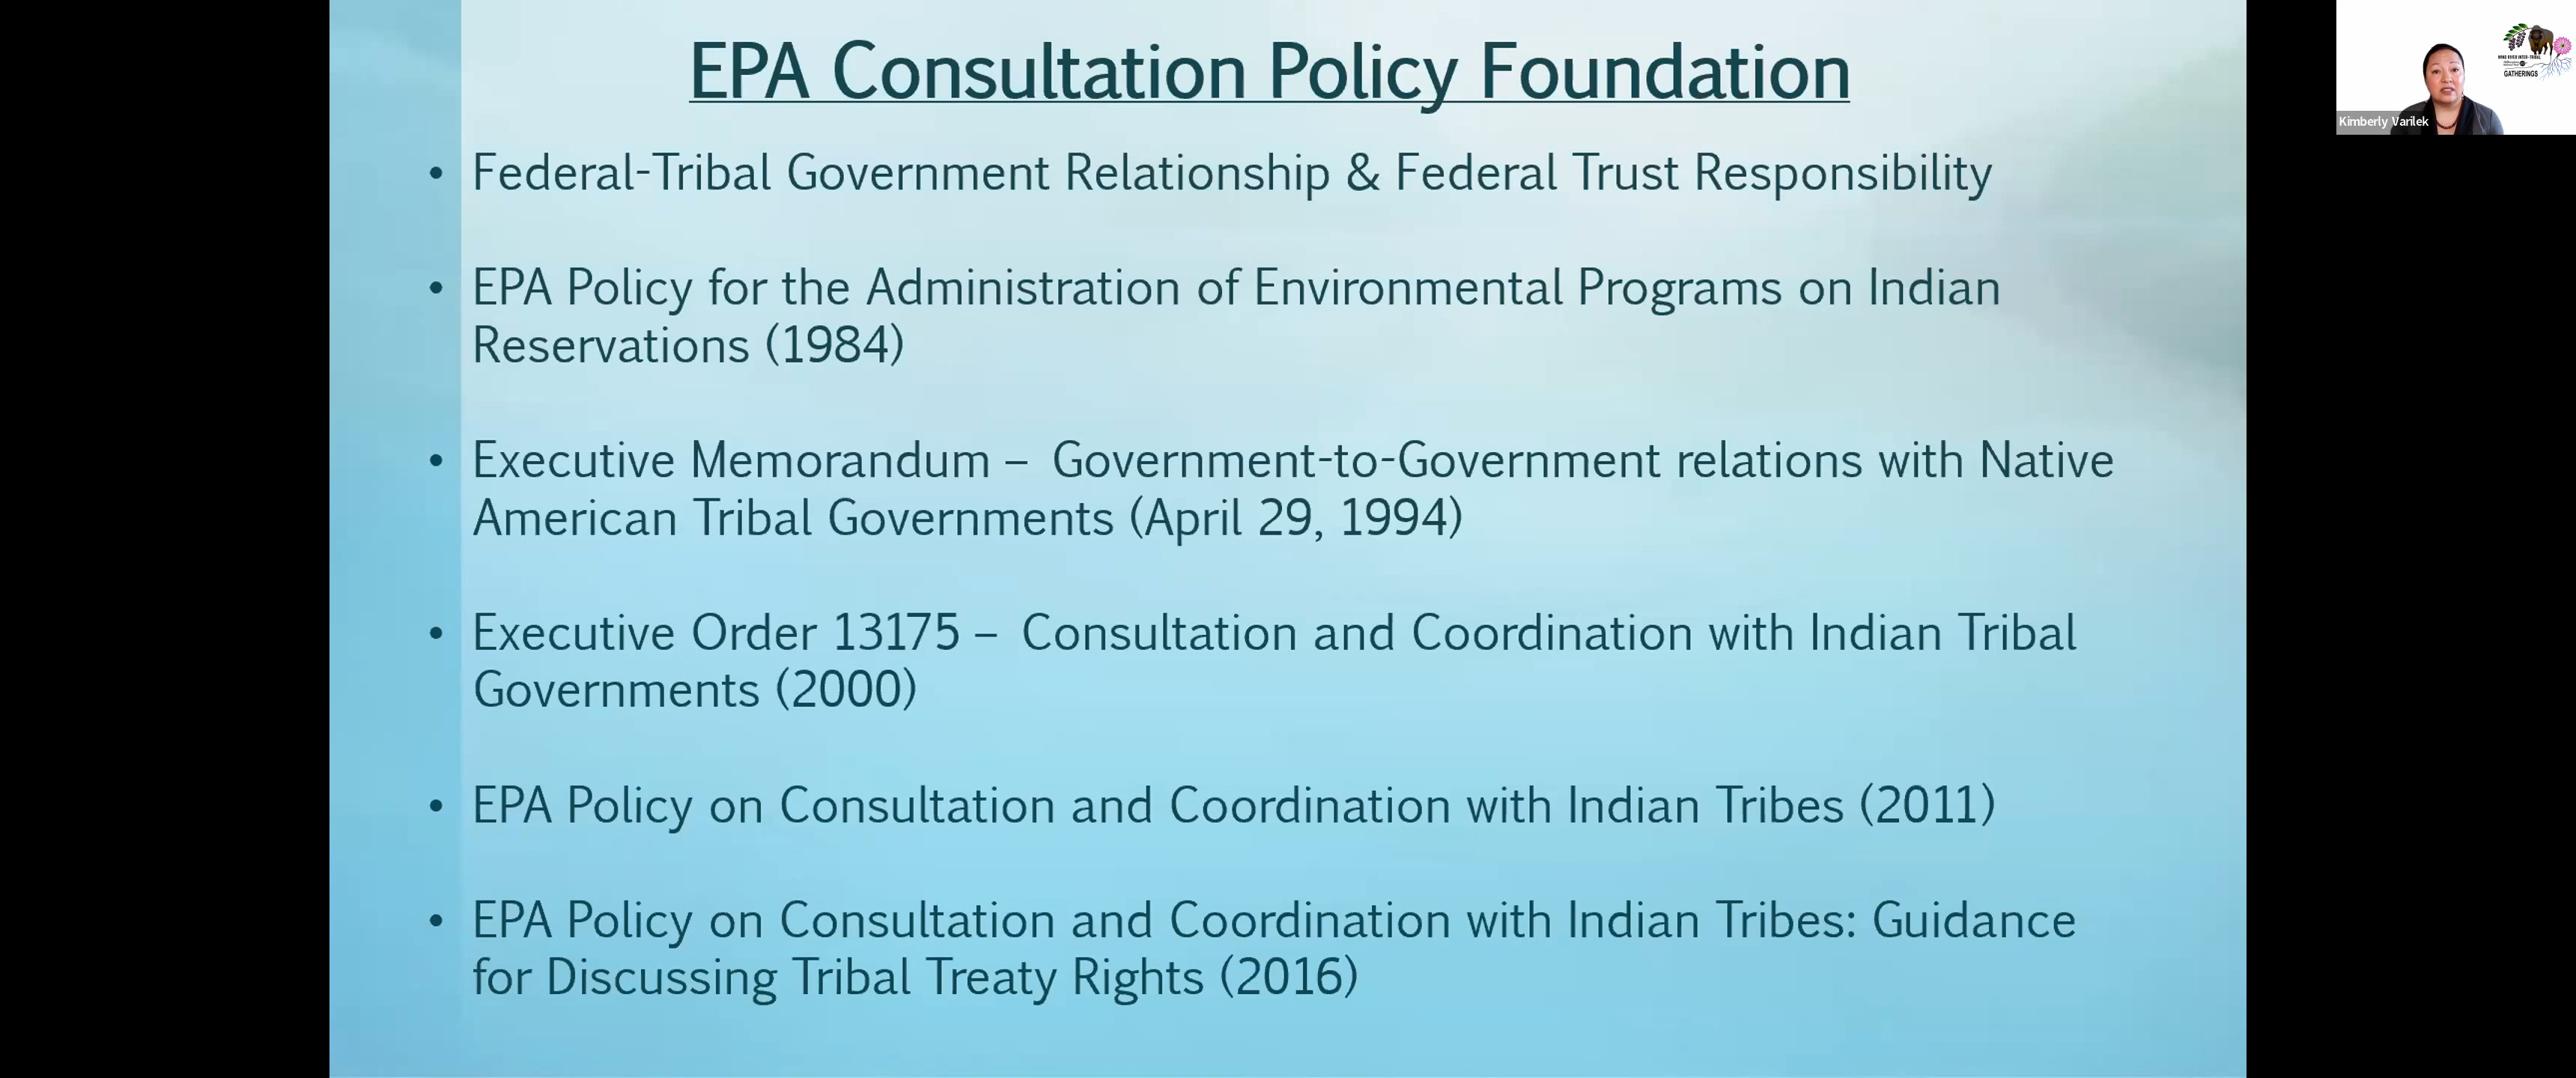 EPA Consultation Policy Foundation
• Federal-Tribal Government Relationship & Federal Trust Responsibility
• EPA Policy for the Administration of Environmental Programs on Indian
Reservations (1984)
• Executive Memorandum – Government-to-Government relations with Native
American Tribal Governments (April 29, 1994)
• Executive Order 13175 – Consultation and Coordination with Indian Tribal
Governments (2000)
• EPA Policy on Consultation and Coordination with Indian Tribes (2011)
• EPA Policy on Consultation and Coordination with Indian Tribes: Guidance
for Discussing Tribal Treaty Rights (2016)
WIND RIVER INTER-TRIBAL
GATHERINGS
Kimberly Varilek